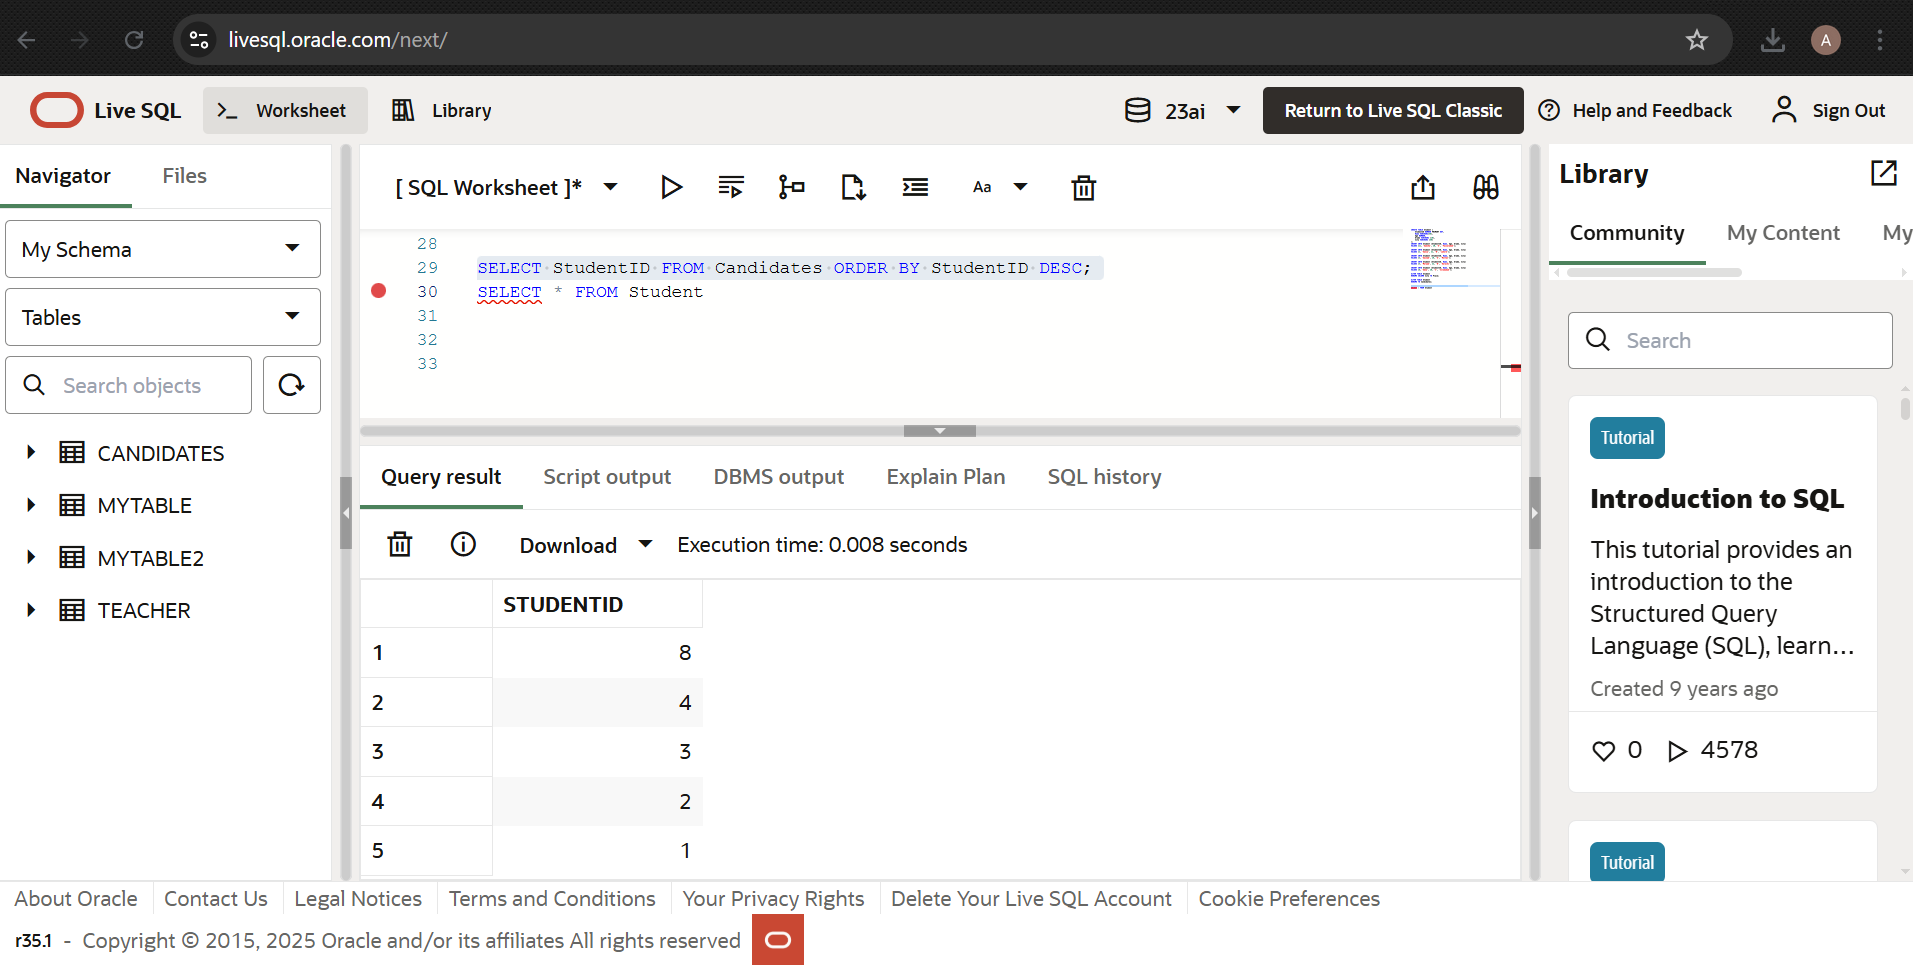 livesql.oracle.com/next/
A
Live SQL
Worksheet
Library
23ai
Return to Live SQL Classic
Help and Feedback
Sign Out
Navigator
Files
My Schema
Tables
Search objects
CANDIDATES
MYTABLE
MYTABLE2
TEACHER
[ SQL Worksheet ]*
Aa
28
29 SELECT StudentID FROM Candidates ORDER BY StudentID DESC;
30 SELECT * FROM Student
31
32
33
Query result
Script output
DBMS output
Explain Plan
SQL history
Download
Execution time: 0.008 seconds
STUDENTID
1 8
2 4
3 3
4 2
5 1
Library
Community
My Content
My
Search
Tutorial
Introduction to SQL
This tutorial provides an
introduction to the
Structured Query
Language (SQL), learn...
Created 9 years ago
0 4578
Tutorial
About Oracle
Contact Us
Legal Notices
Terms and Conditions
Your Privacy Rights
Delete Your Live SQL Account
Cookie Preferences
r35.1 - Copyright © 2015, 2025 Oracle and/or its affiliates All rights reserved